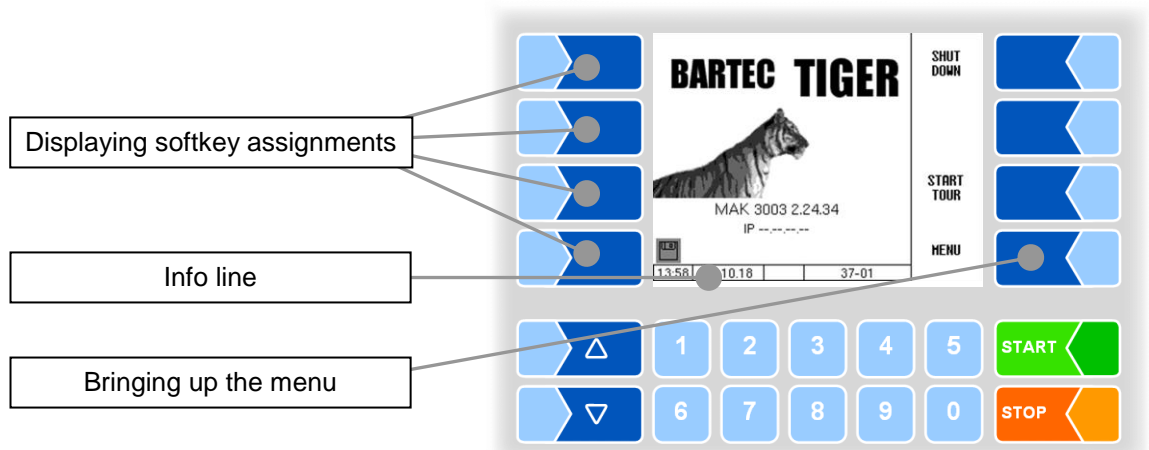 Displaying softkey assignments
Info line
Bringing up the menu
BARTEC TIGER
MAK 3003 2.24.34
IP --.--.--.--
13:58 10.18 37-01
SHUT
DOWN
START
TOUR
MENU
1 2 3 4 5 START
6 7 8 9 0 STOP